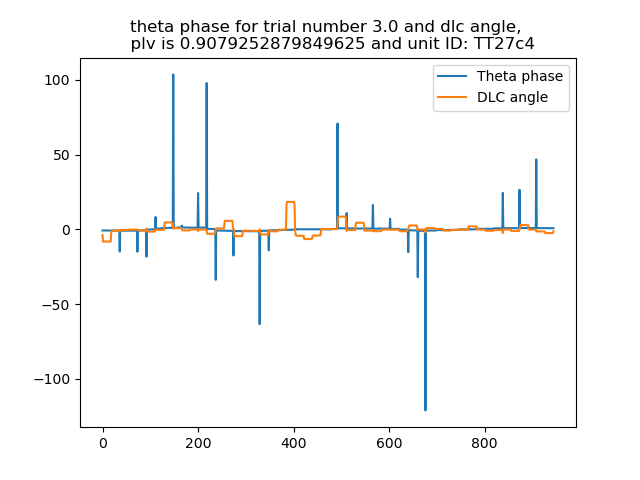 theta phase for trial number 3.0 and dlc angle,
plv is 0.9079252879849625 and unit ID: TT27c4
Theta phase
DLC angle
100
50
0
−50
−100
0 200 400 600 800